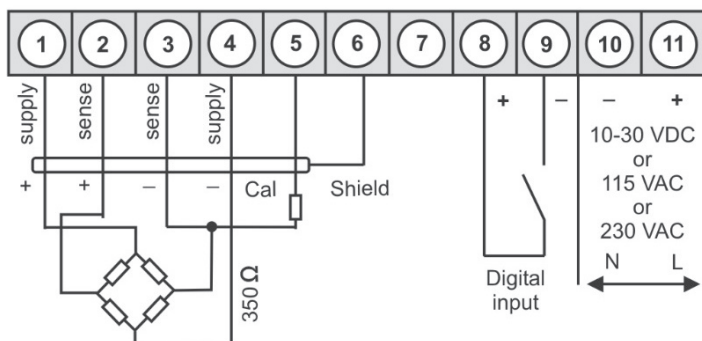 1 2 3 4 5 6 7 8 9 10 11
supply sense sense supply
+ + – – Cal Shield
+ – – +
10-30 VDC
or
115 VAC
or
230 VAC
N L
350 Ω
Digital
input